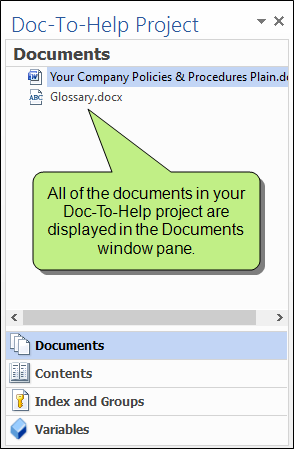 Doc-To-Help Project
Documents
Your Company Policies & Procedures Plain.do
Glossary.docx
All of the documents in your
Doc-To-Help project are
displayed in the Documents
window pane.
Documents
Contents
Index and Groups
Variables